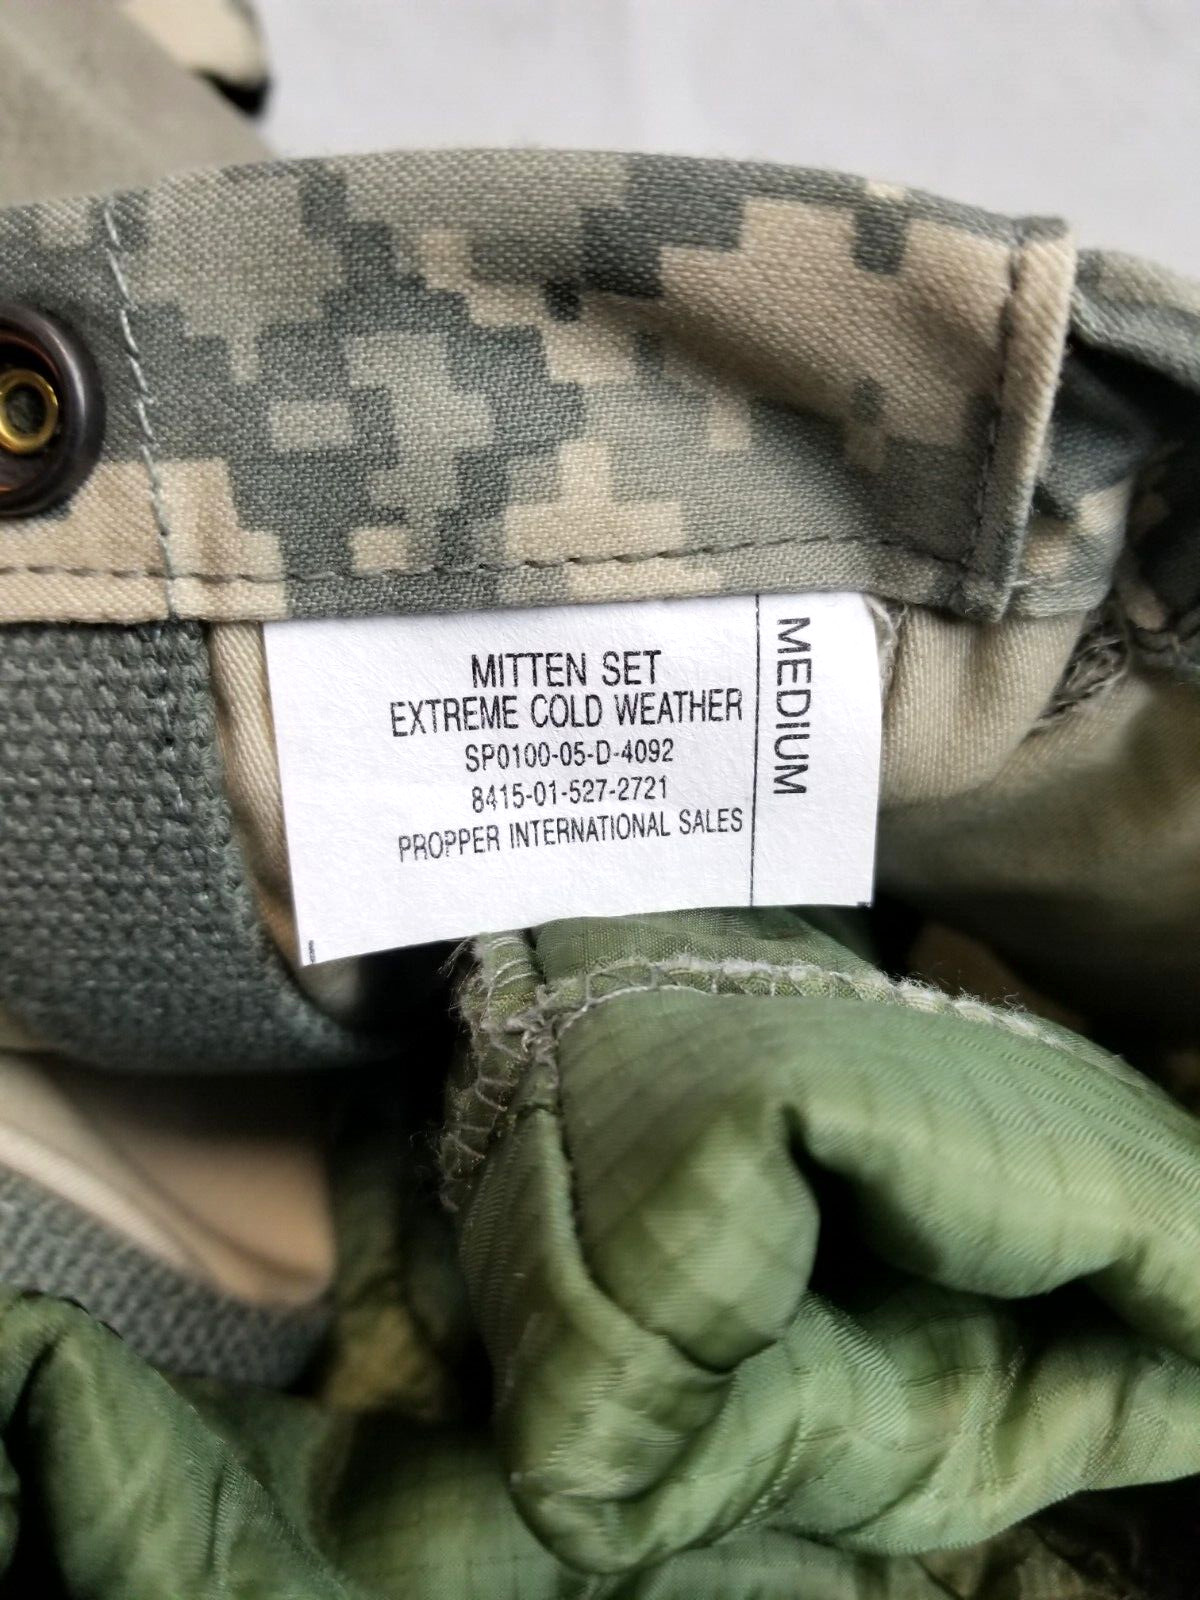 MITTEN SET
EXTREME COLD WEATHER
SP0100-05-D-4092
8415-01-527-2721
PROPPER INTERNATIONAL SALES
MEDIUM